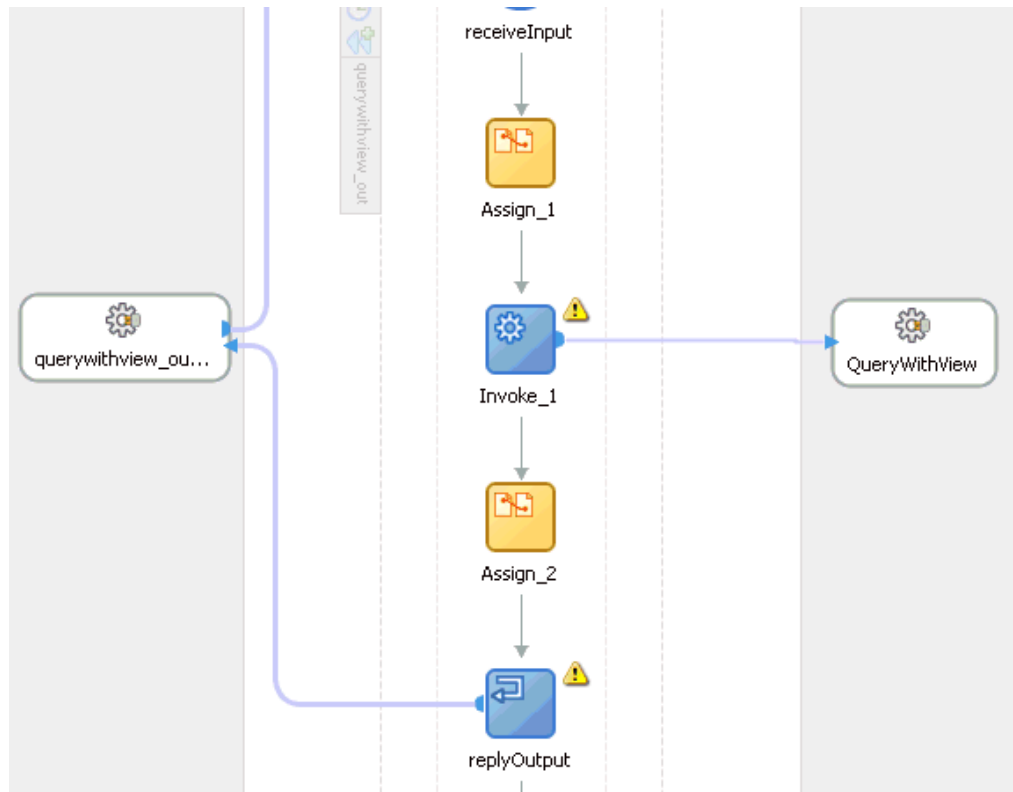 receiveInput
querywithview_out
Assign_1
querywithview_ou...
Invoke_1
QueryWithView
Assign_2
replyOutput